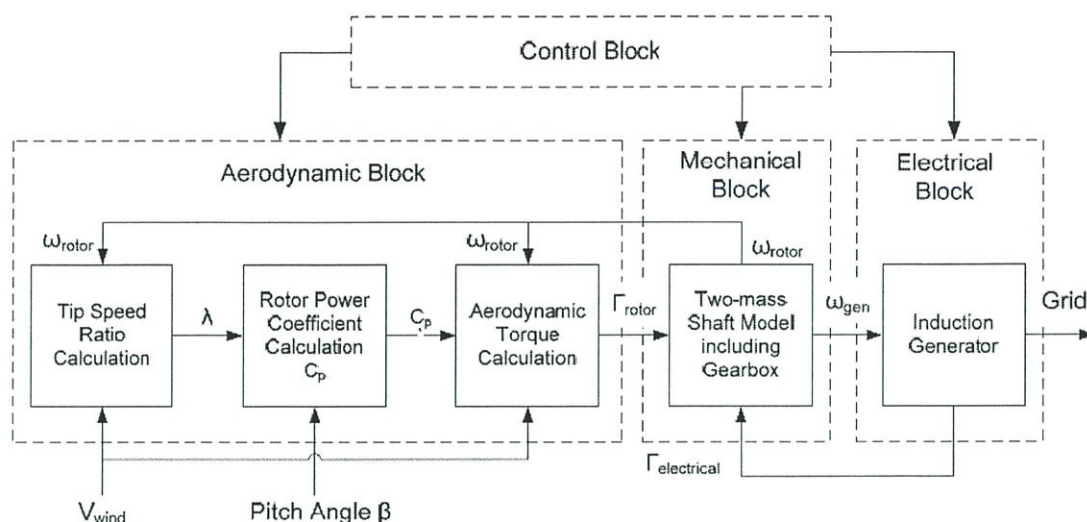 Control Block
Aerodynamic Block
Mechanical
Block
Electrical
Block
ωrotor
ωrotor
ωrotor
Tip Speed
Ratio
Calculation
λ
Rotor Power
Coefficient
Calculation
Cp
Cp
Aerodynamic
Torque
Calculation
Γrotor
Two-mass
Shaft Model
including
Gearbox
ωgen
Induction
Generator
Grid
Γelectrical
Vwind
Pitch Angle β